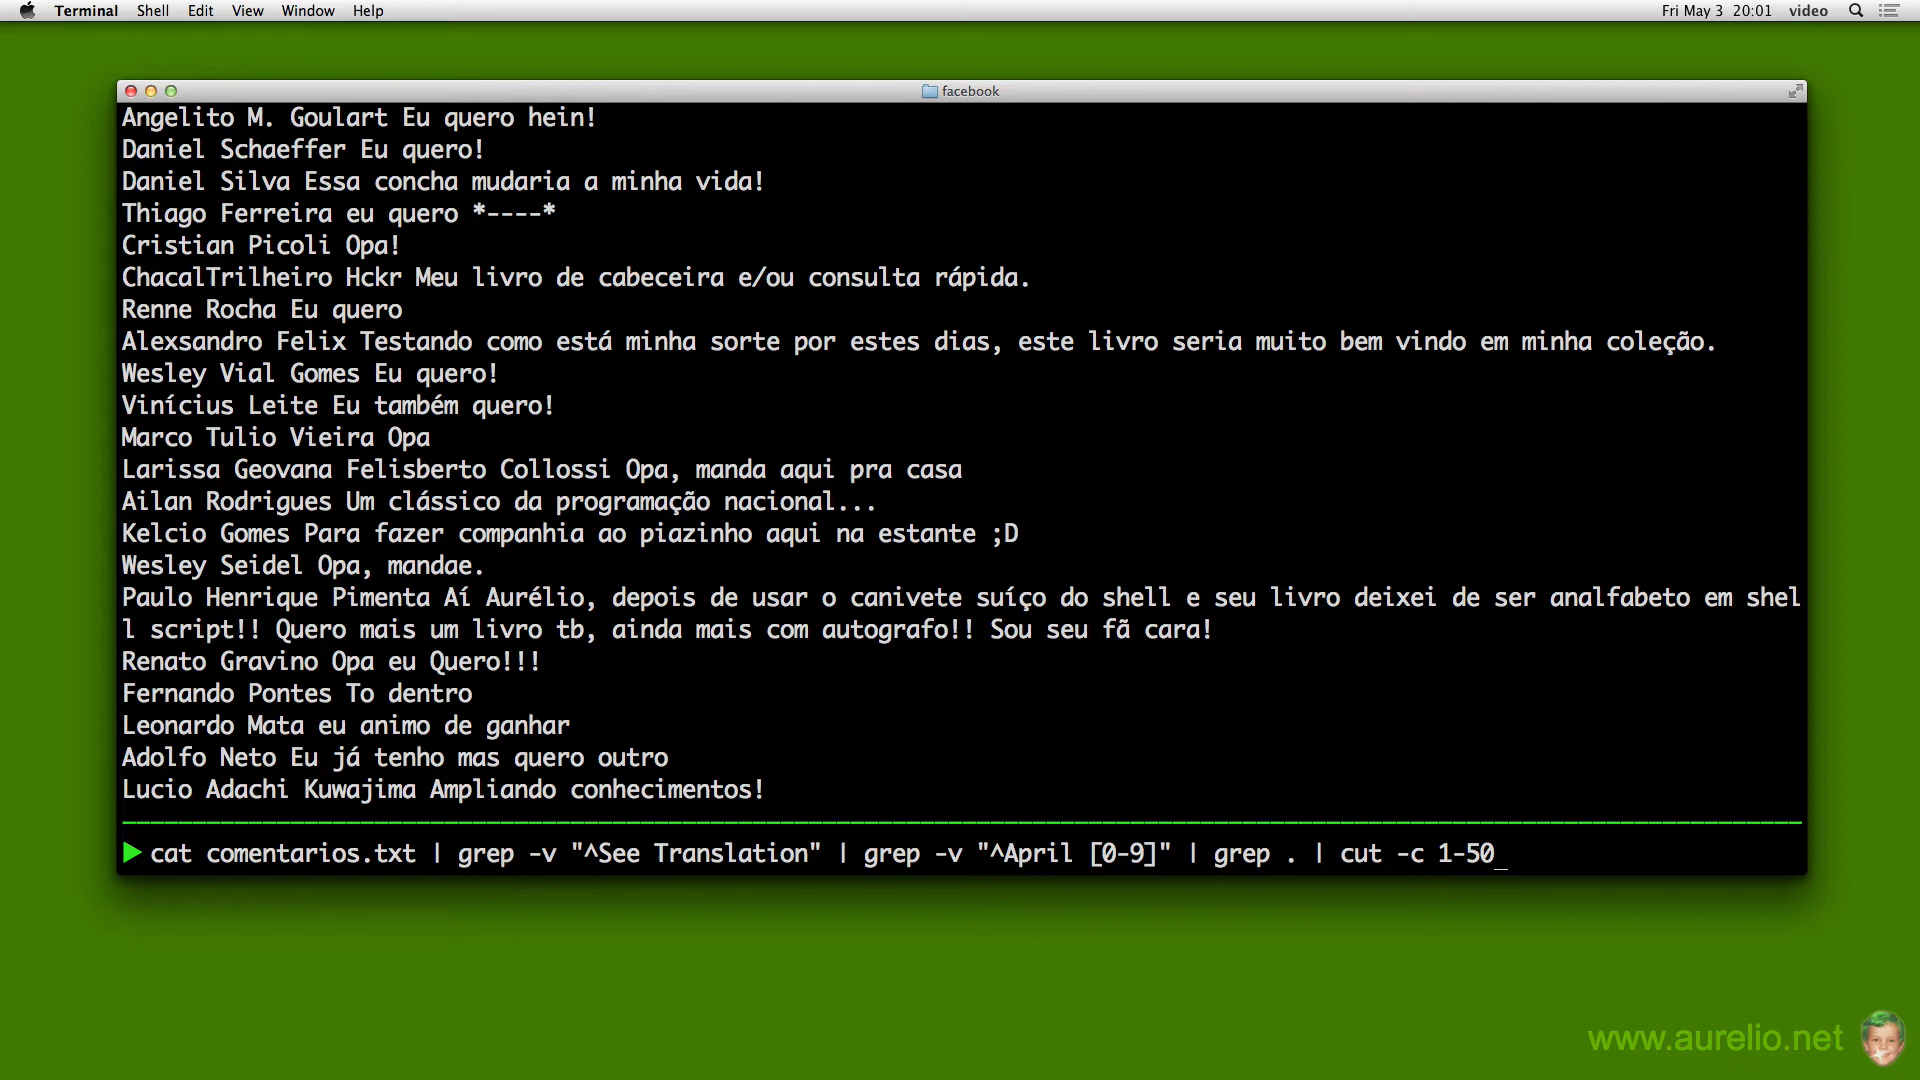 Terminal Shell Edit View Window Help Fri May 3 20:01 video
facebook
Angelito M. Goulart Eu quero hein!
Daniel Schaeffer Eu quero!
Daniel Silva Essa concha mudaria a minha vida!
Thiago Ferreira eu quero *----*
Cristian Picoli Opa!
ChacalTrilheiro Hckr Meu livro de cabeceira e/ou consulta rápida.
Renne Rocha Eu quero
Alexsandro Felix Testando como está minha sorte por estes dias, este livro seria muito bem vindo em minha coleção.
Wesley Vial Gomes Eu quero!
Vinícius Leite Eu também quero!
Marco Tulio Vieira Opa
Larissa Geovana Felisberto Collossi Opa, manda aqui pra casa
Ailan Rodrigues Um clássico da programação nacional...
Kelcio Gomes Para fazer companhia ao piazinho aqui na estante ;D
Wesley Seidel Opa, mandae.
Paulo Henrique Pimenta Aí Aurélio, depois de usar o canivete suíço do shell e seu livro deixei de ser analfabeto em shel
l script!! Quero mais um livro tb, ainda mais com autografo!! Sou seu fã cara!
Renato Gravino Opa eu Quero!!!
Fernando Pontes To dentro
Leonardo Mata eu animo de ganhar
Adolfo Neto Eu já tenho mas quero outro
Lucio Adachi Kuwajima Ampliando conhecimentos!
cat comentarios.txt | grep -v "^See Translation" | grep -v "^April [0-9]" | grep . | cut -c 1-50_
www.aurelio.net